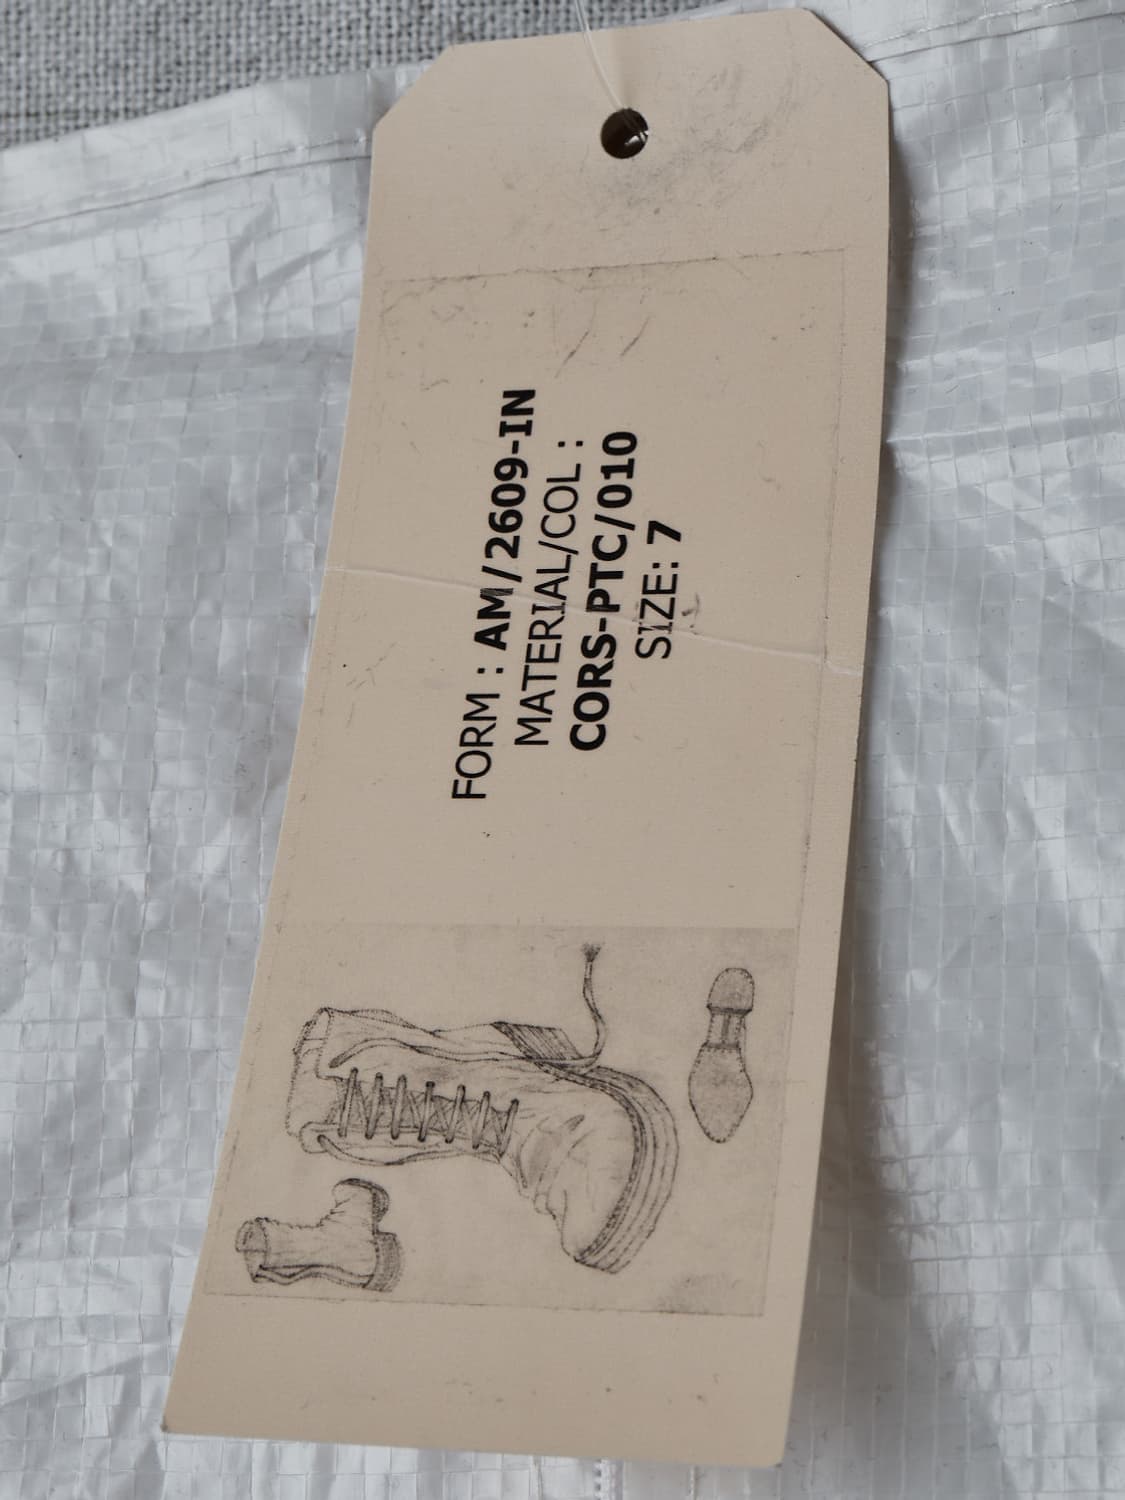 FORM : AM/2609-IN
MATERIAL/COL :
CORS-PTC/010
SIZE: 7